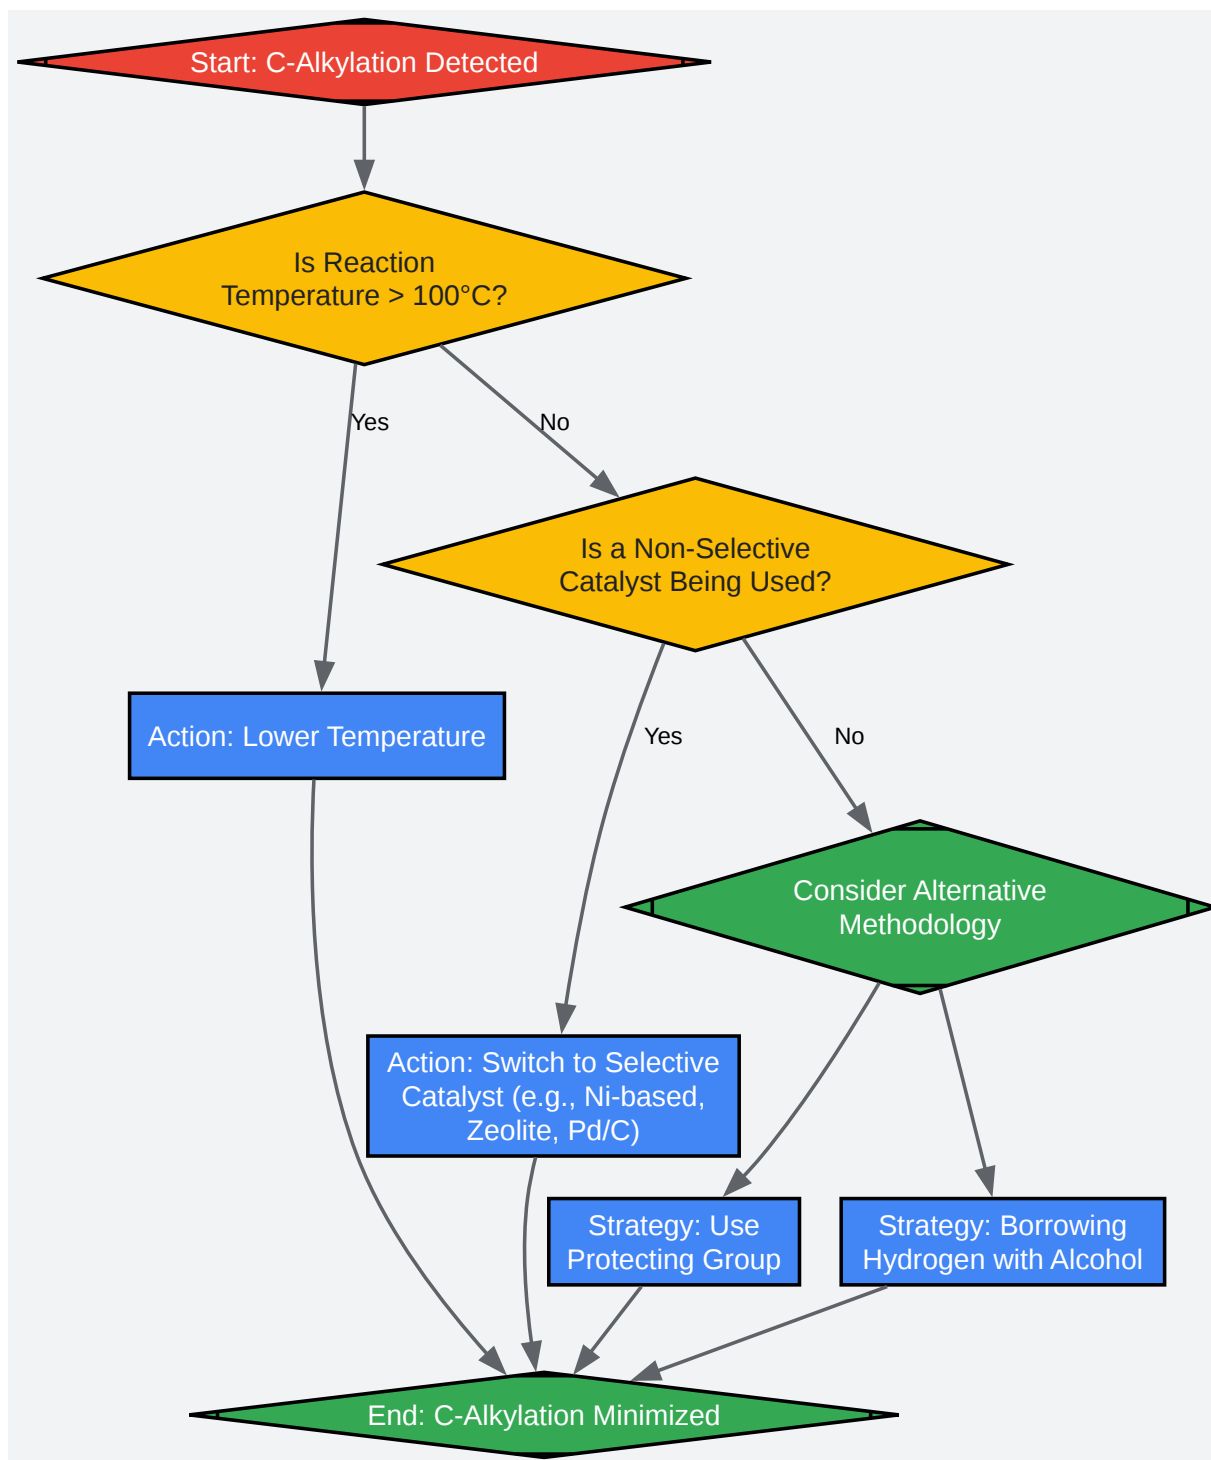 Start: C-Alkylation Detected
Is Reaction
Temperature > 100°C?
Yes
No
Is a Non-Selective
Catalyst Being Used?
Action: Lower Temperature
Yes
No
Consider Alternative
Methodology
Action: Switch to Selective
Catalyst (e.g., Ni-based,
Zeolite, Pd/C)
Strategy: Use
Protecting Group
Strategy: Borrowing
Hydrogen with Alcohol
End: C-Alkylation Minimized